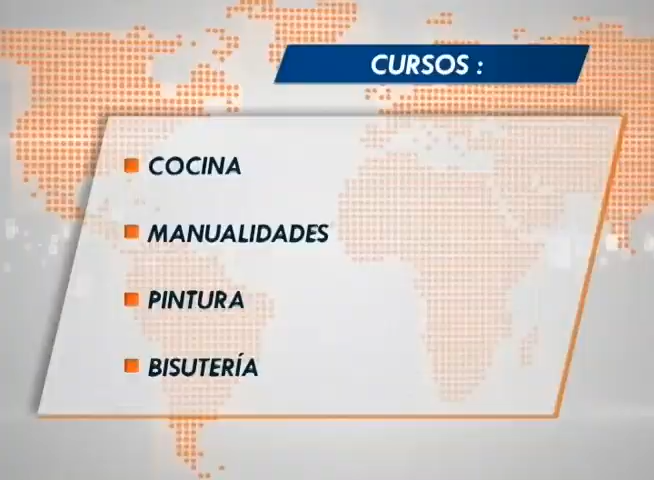 CURSOS :
COCINA
MANUALIDADES
PINTURA
BISUTERÍA